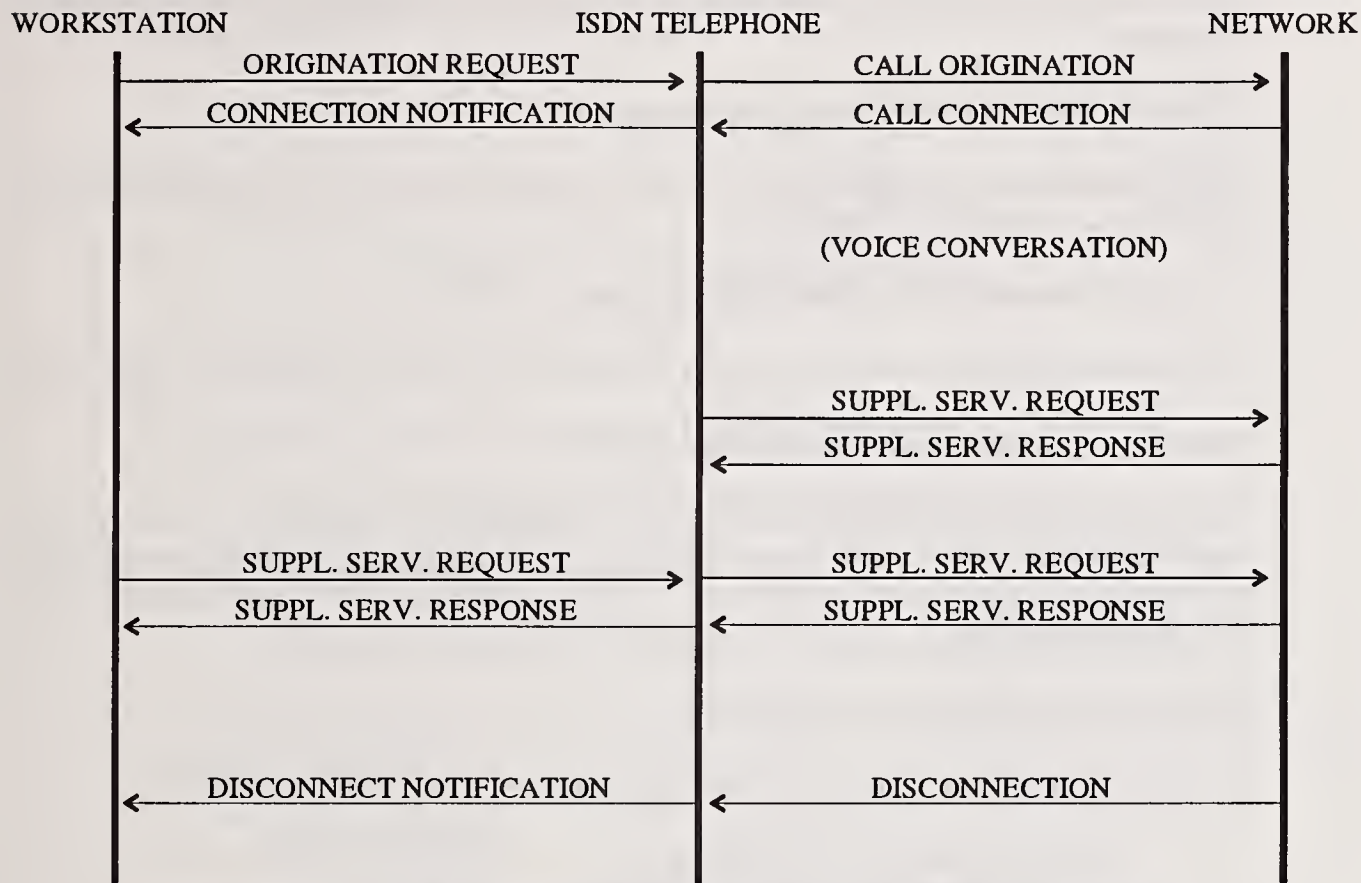 WORKSTATION ISDN TELEPHONE NETWORK
ORIGINATION REQUEST CALL ORIGINATION
CONNECTION NOTIFICATION CALL CONNECTION
(VOICE CONVERSATION)
SUPPL. SERV. REQUEST
SUPPL. SERV. RESPONSE
SUPPL. SERV. REQUEST SUPPL. SERV. REQUEST
SUPPL. SERV. RESPONSE SUPPL. SERV. RESPONSE
DISCONNECT NOTIFICATION DISCONNECTION